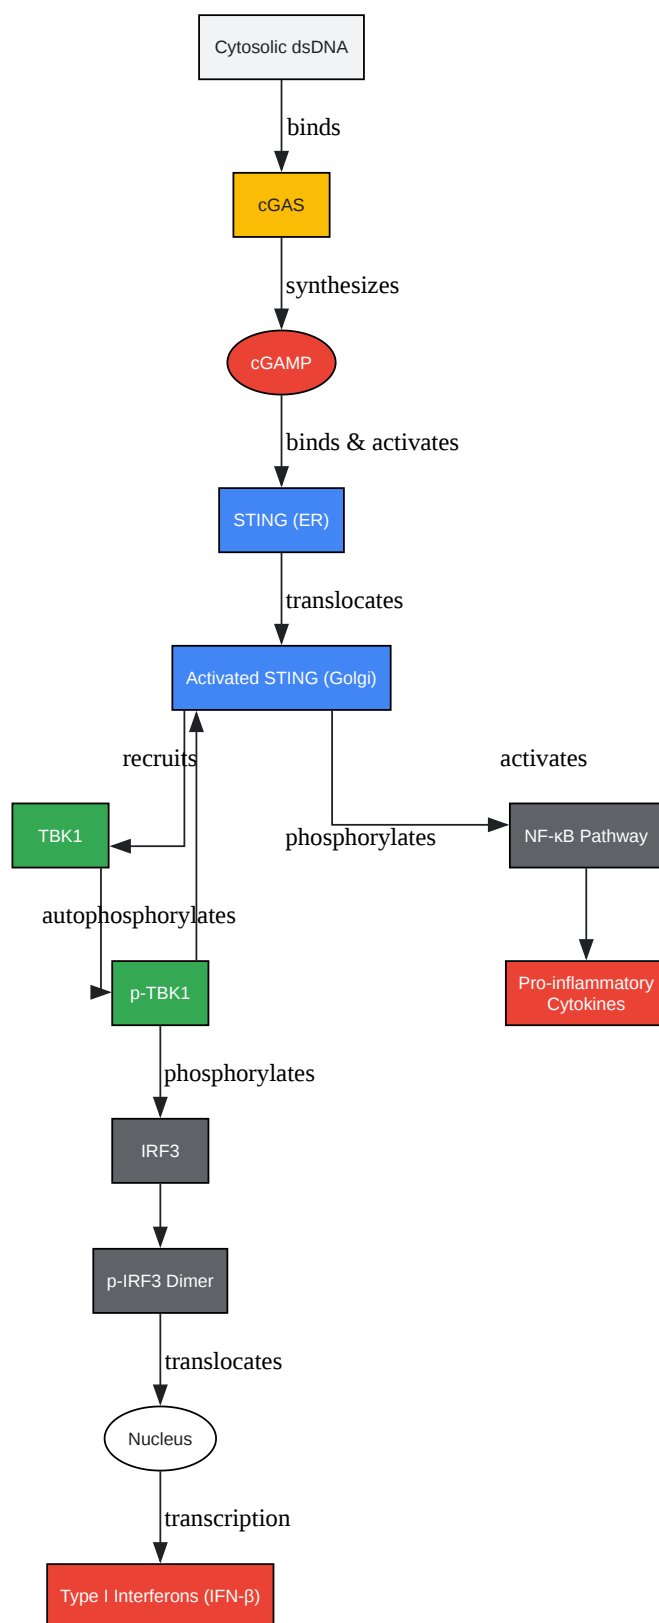 Cytosolic dsDNA
binds
cGAS
synthesizes
cGAMP
binds & activates
STING (ER)
translocates
Activated STING (Golgi)
recruits
activates
TBK1
phosphorylates
NF-κB Pathway
autophosphorylates
p-TBK1
Pro-inflammatory
Cytokines
phosphorylates
IRF3
p-IRF3 Dimer
translocates
Nucleus
transcription
Type I Interferons (IFN-β)